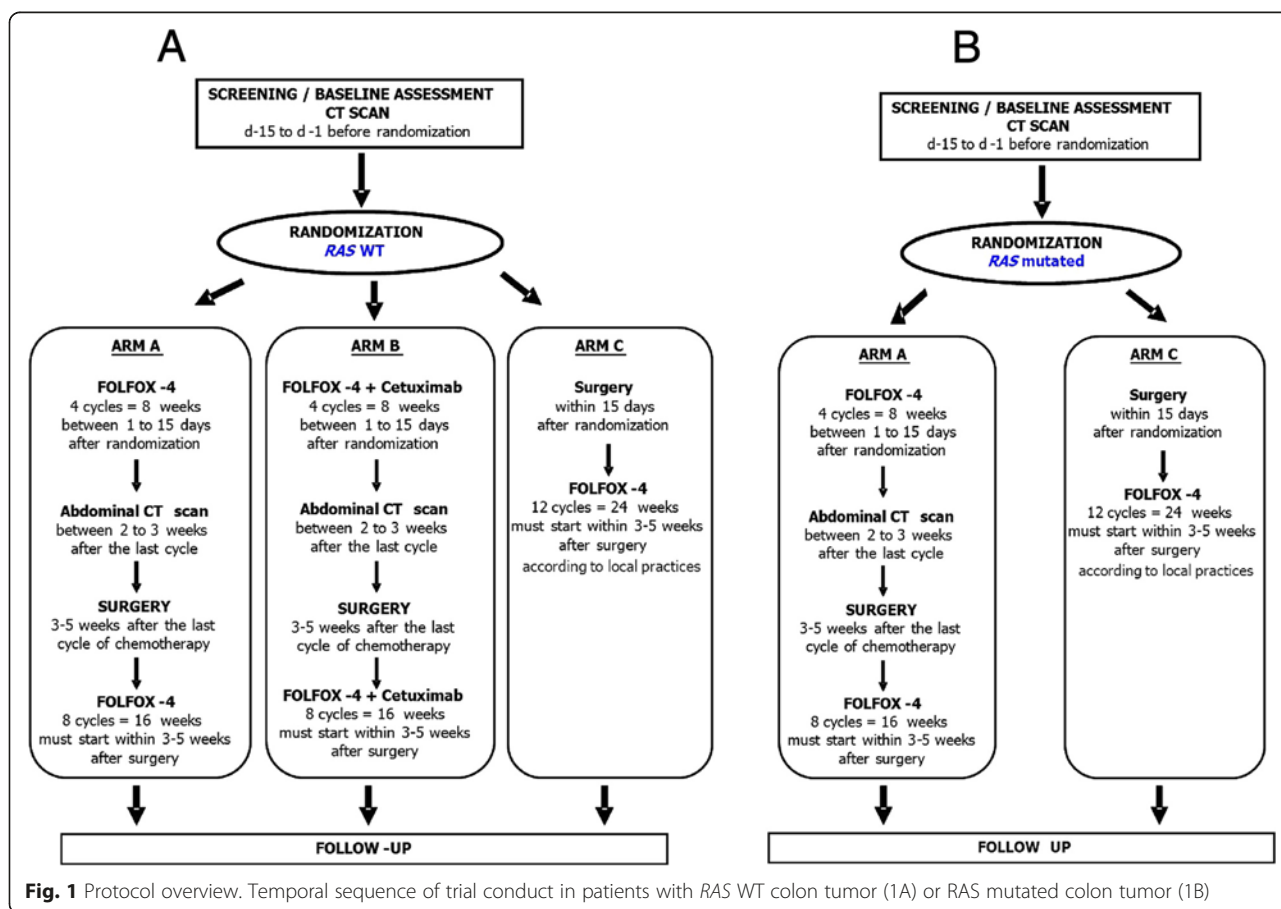 A
SCREENING / BASELINE ASSESSMENT
CT SCAN
d-15 to d -1 before randomization
RANDOMIZATION
RAS WT
ARM A
FOLFOX -4
4 cycles = 8 weeks
between 1 to 15 days
after randomization
Abdominal CT scan
between 2 to 3 weeks
after the last cycle
SURGERY
3-5 weeks after the last
cycle of chemotherapy
FOLFOX -4
8 cycles = 16 weeks
must start within 3-5 weeks
after surgery
ARM B
FOLFOX -4 + Cetuximab
4 cycles = 8 weeks
between 1 to 15 days
after randomization
Abdominal CT scan
between 2 to 3 weeks
after the last cycle
SURGERY
3-5 weeks after the last
cycle of chemotherapy
FOLFOX -4 + Cetuximab
8 cycles = 16 weeks
must start within 3-5 weeks
after surgery
ARM C
Surgery
within 15 days
after randomization
FOLFOX -4
12 cycles = 24 weeks
must start within 3-5 weeks
after surgery
according to local practices
FOLLOW -UP
B
SCREENING / BASELINE ASSESSMENT
CT SCAN
d-15 to d -1 before randomization
RANDOMIZATION
RAS mutated
ARM A
FOLFOX -4
4 cycles = 8 weeks
between 1 to 15 days
after randomization
Abdominal CT scan
between 2 to 3 weeks
after the last cycle
SURGERY
3-5 weeks after the last
cycle of chemotherapy
FOLFOX -4
8 cycles = 16 weeks
must start within 3-5 weeks
after surgery
ARM C
Surgery
within 15 days
after randomization
FOLFOX -4
12 cycles = 24 weeks
must start within 3-5 weeks
after surgery
according to local practices
FOLLOW UP
Fig. 1 Protocol overview. Temporal sequence of trial conduct in patients with RAS WT colon tumor (1A) or RAS mutated colon tumor (1B)